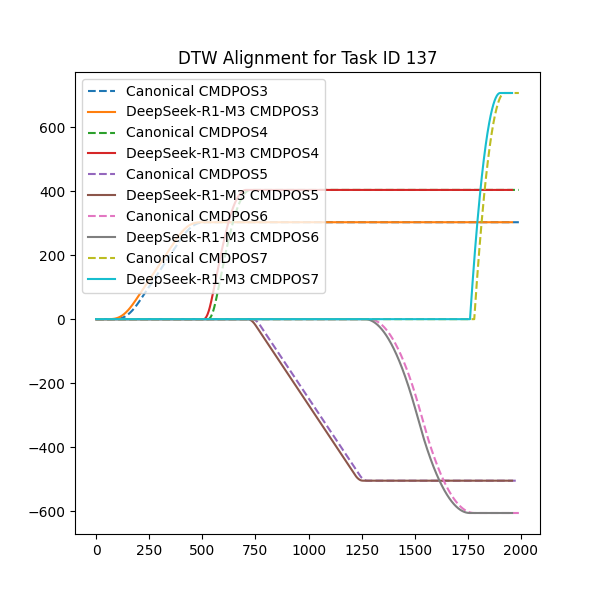 DTW Alignment for Task ID 137
Canonical CMDPOS3
DeepSeek-R1-M3 CMDPOS3
Canonical CMDPOS4
DeepSeek-R1-M3 CMDPOS4
Canonical CMDPOS5
DeepSeek-R1-M3 CMDPOS5
Canonical CMDPOS6
DeepSeek-R1-M3 CMDPOS6
Canonical CMDPOS7
DeepSeek-R1-M3 CMDPOS7
600
400
200
0
−200
−400
−600
0 250 500 750 1000 1250 1500 1750 2000